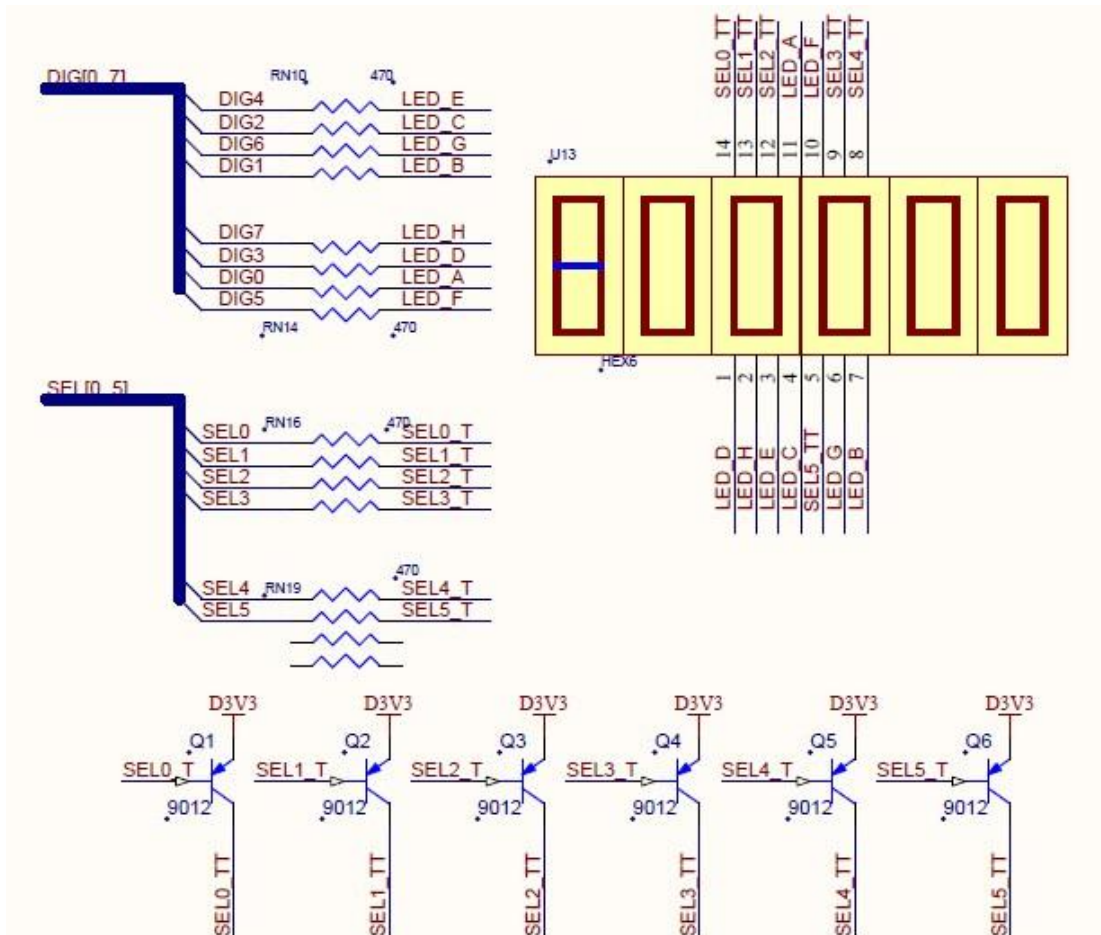 DIG[0..7]
RN10 470
DIG4 LED_E
DIG2 LED_C
DIG6 LED_G
DIG1 LED_B
DIG7 LED_H
DIG3 LED_D
DIG0 LED_A
DIG5 LED_F
RN14 470
SEL0_TT SEL1_TT SEL2_TT LED_A LED_F SEL3_TT SEL4_TT
14 13 12 11 10 9 8
U13
HEX6
1 2 3 4 5 6 7
LED_D LED_H LED_E LED_C SEL5_TT LED_G LED_B
SEL[0..5]
RN16 470
SEL0 SEL0_T
SEL1 SEL1_T
SEL2 SEL2_T
SEL3 SEL3_T
470
SEL4 RN19 SEL4_T
SEL5 SEL5_T
D3V3 D3V3 D3V3 D3V3 D3V3 D3V3
Q1 Q2 Q3 Q4 Q5 Q6
SEL0_T SEL1_T SEL2_T SEL3_T SEL4_T SEL5_T
9012 9012 9012 9012 9012 9012
SEL0_TT SEL1_TT SEL2_TT SEL3_TT SEL4_TT SEL5_TT